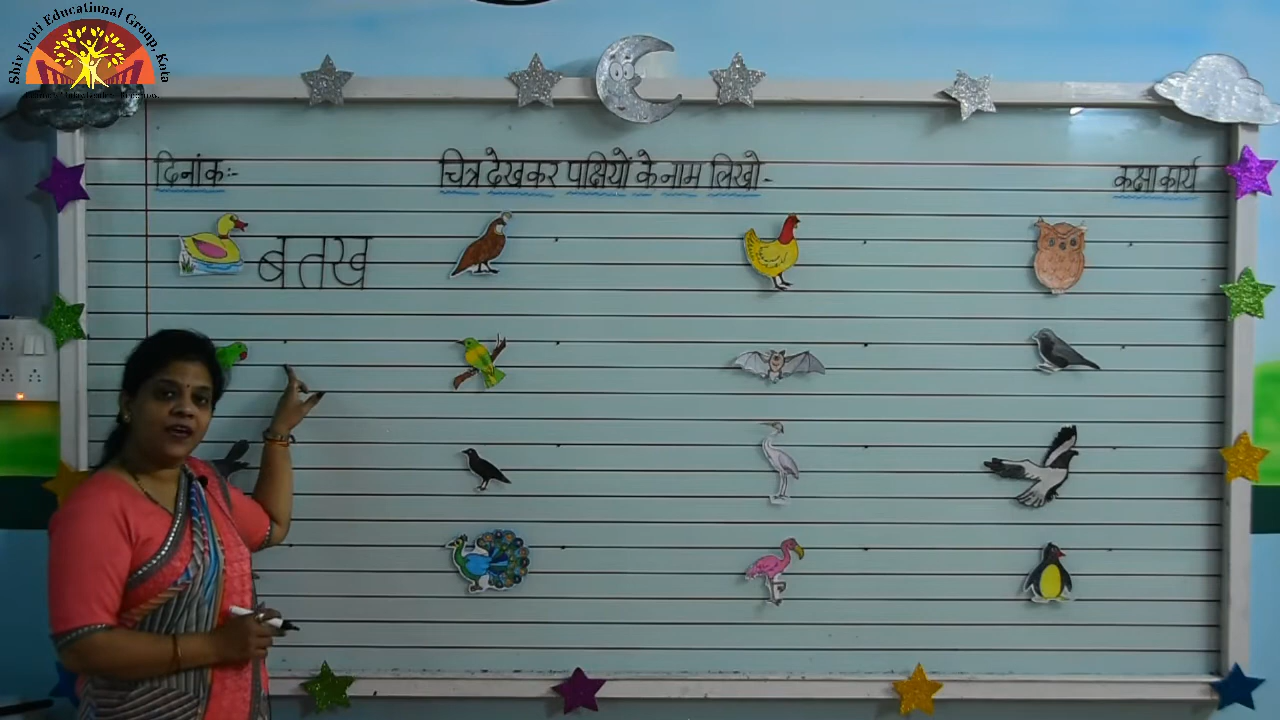 Shiv Jyoti Educational Group, Kota
दिनांक:-
चित्र देखकर पक्षियों के नाम लिखो-
कक्षा कार्य
बतख